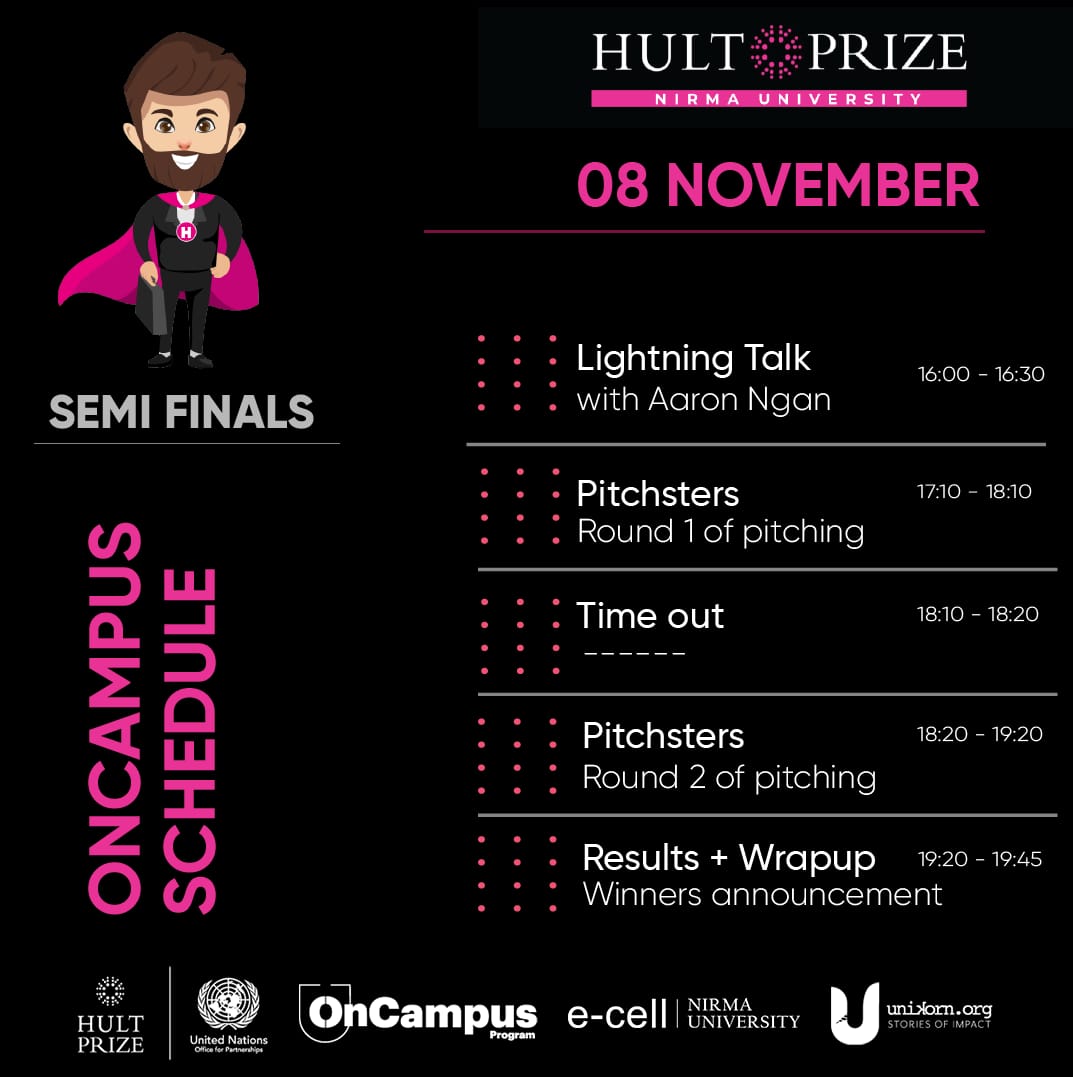 HULT PRIZE
NIRMA UNIVERSITY
08 NOVEMBER
H
SEMI FINALS
ONCAMPUS
SCHEDULE
Lightning Talk
with Aaron Ngan
16:00 - 16:30
Pitchsters
Round 1 of pitching
17:10 - 18:10
Time out
------
18:10 - 18:20
Pitchsters
Round 2 of pitching
18:20 - 19:20
Results + Wrapup
Winners announcement
19:20 - 19:45
HULT
PRIZE
United Nations
Office for Partnerships
OnCampus
Program
e-cell
NIRMA
UNIVERSITY
unikorn.org
STORIES OF IMPACT